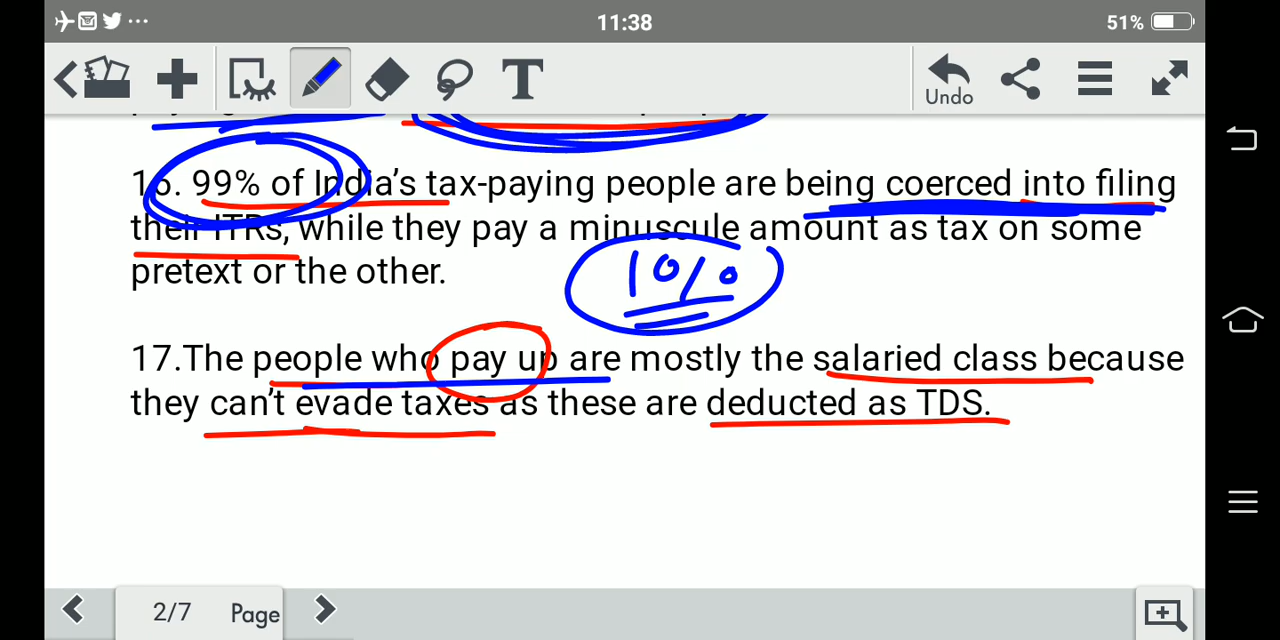 11:38
51%
Undo
16. 99% of India's tax-paying people are being coerced into filing
their ITRs, while they pay a minuscule amount as tax on some
pretext or the other.
10%
17.The people who pay up are mostly the salaried class because
they can't evade taxes as these are deducted as TDS.
2/7 Page